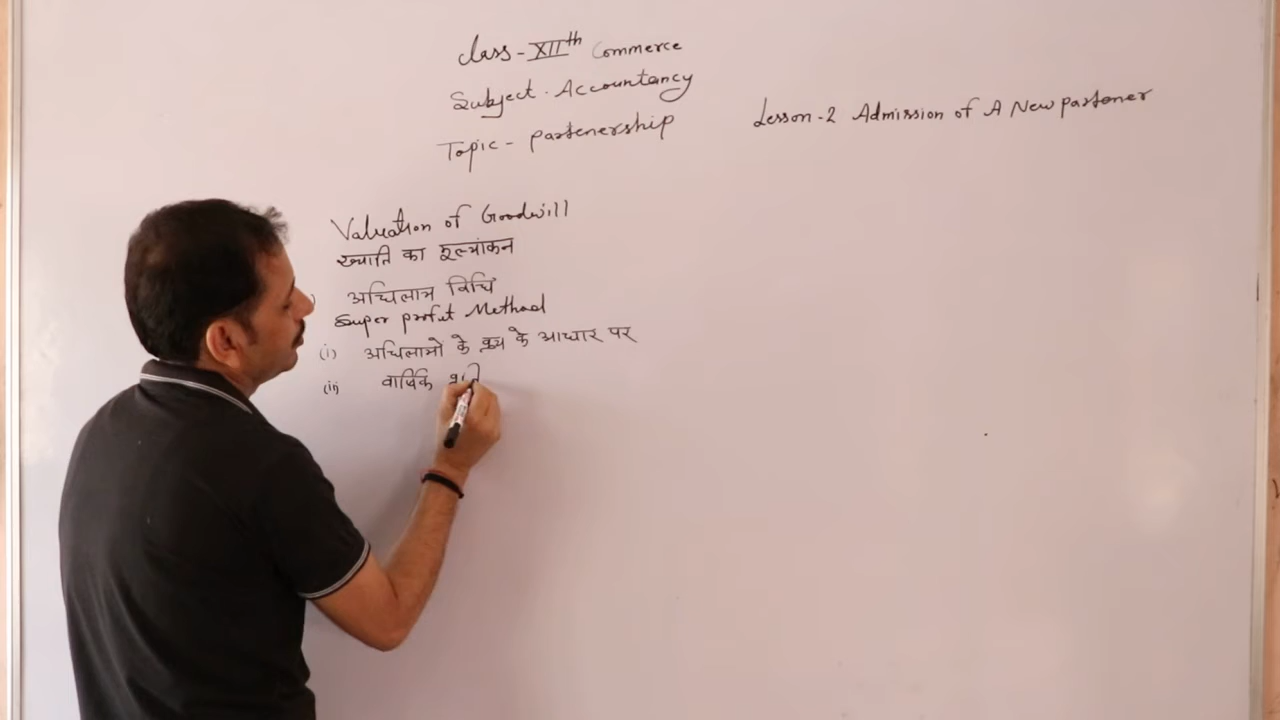 Class - XIIth Commerce
Subject . Accountancy
Topic - partenership
Lesson - 2 Admission of A New partener
Valuation of Goodwill
ख्याति का मूल्यांकन
अधिलाभ विधि
Super profit Method
(i) अधिलाभों के क्रय के आधार पर
(ii) वार्षिक